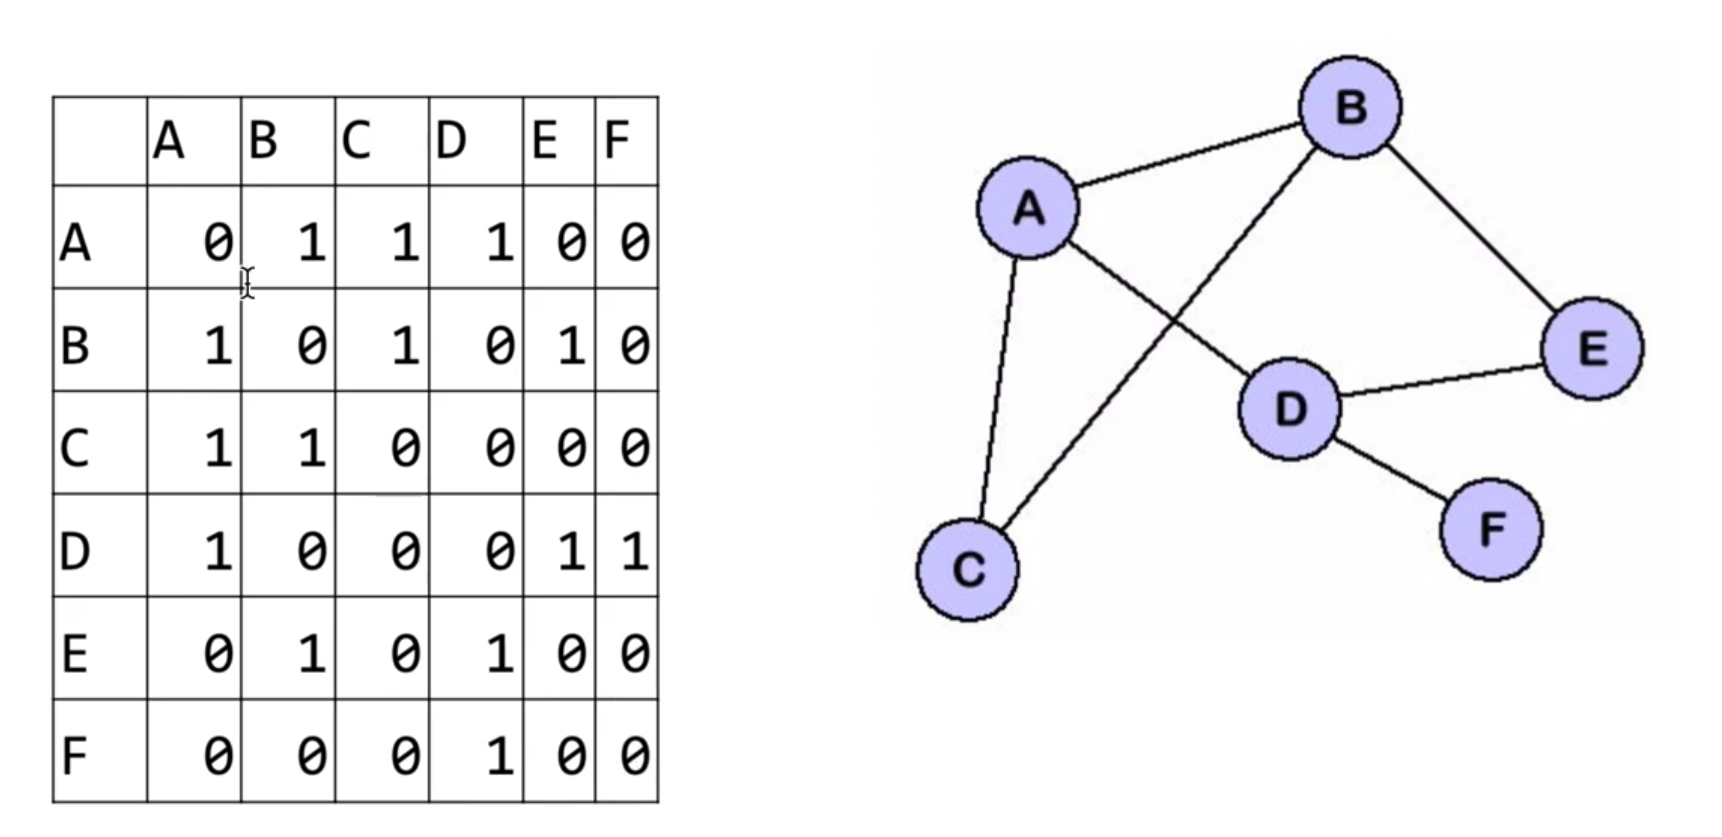 A B C D E F
A 0 1 1 1 0 0
B 1 0 1 0 1 0
C 1 1 0 0 0 0
D 1 0 0 0 1 1
E 0 1 0 1 0 0
F 0 0 0 1 0 0
B
A
E
D
F
C